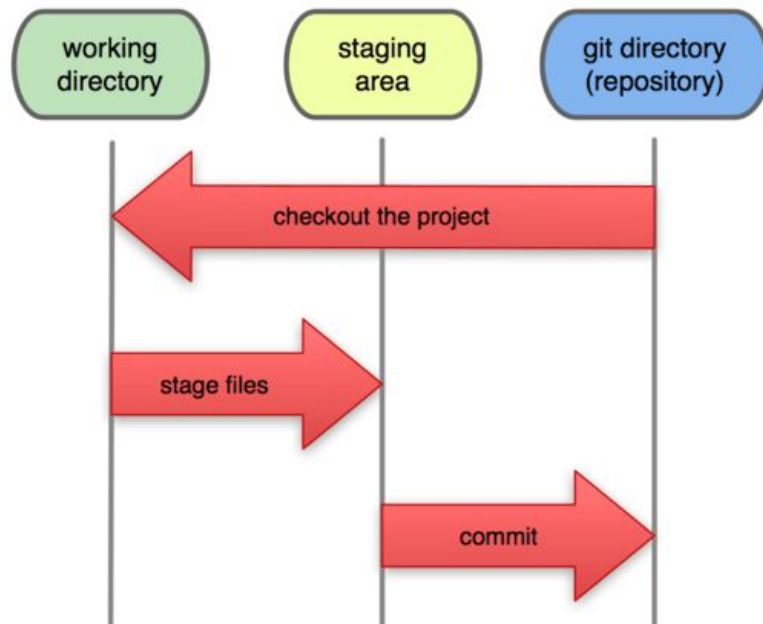 working
directory
staging
area
git directory
(repository)
checkout the project
stage files
commit